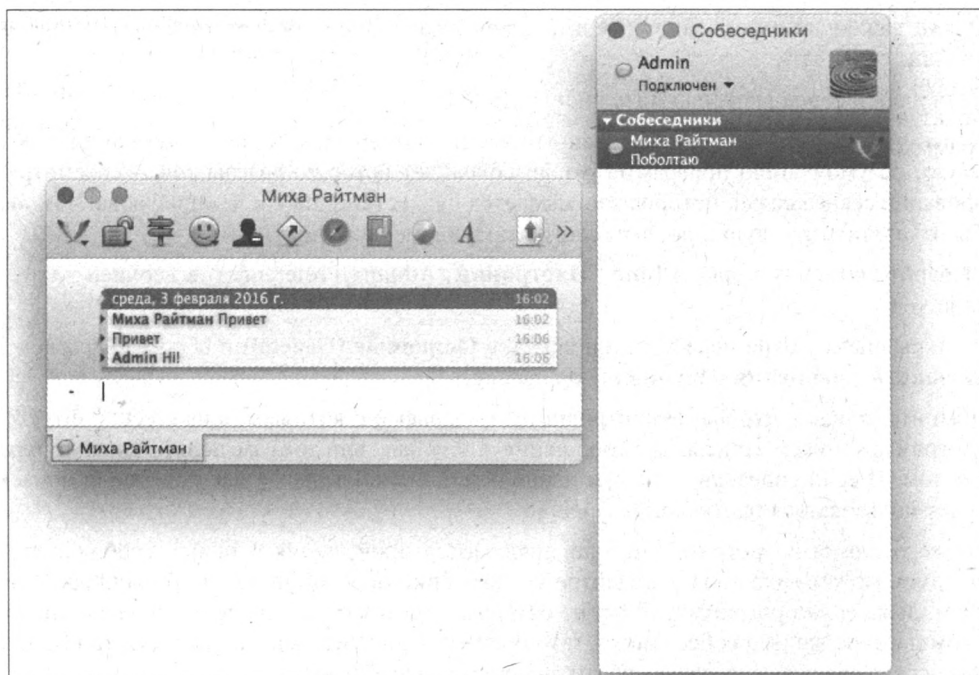 Собеседники
Admin
Подключен
Собеседники
Миха Райтман
Поболтаю
Миха Райтман
A
среда, 3 февраля 2016 г. 16:02
Миха Райтман Привет 16:02
Привет 16:06
Admin Hi! 16:06
Миха Райтман